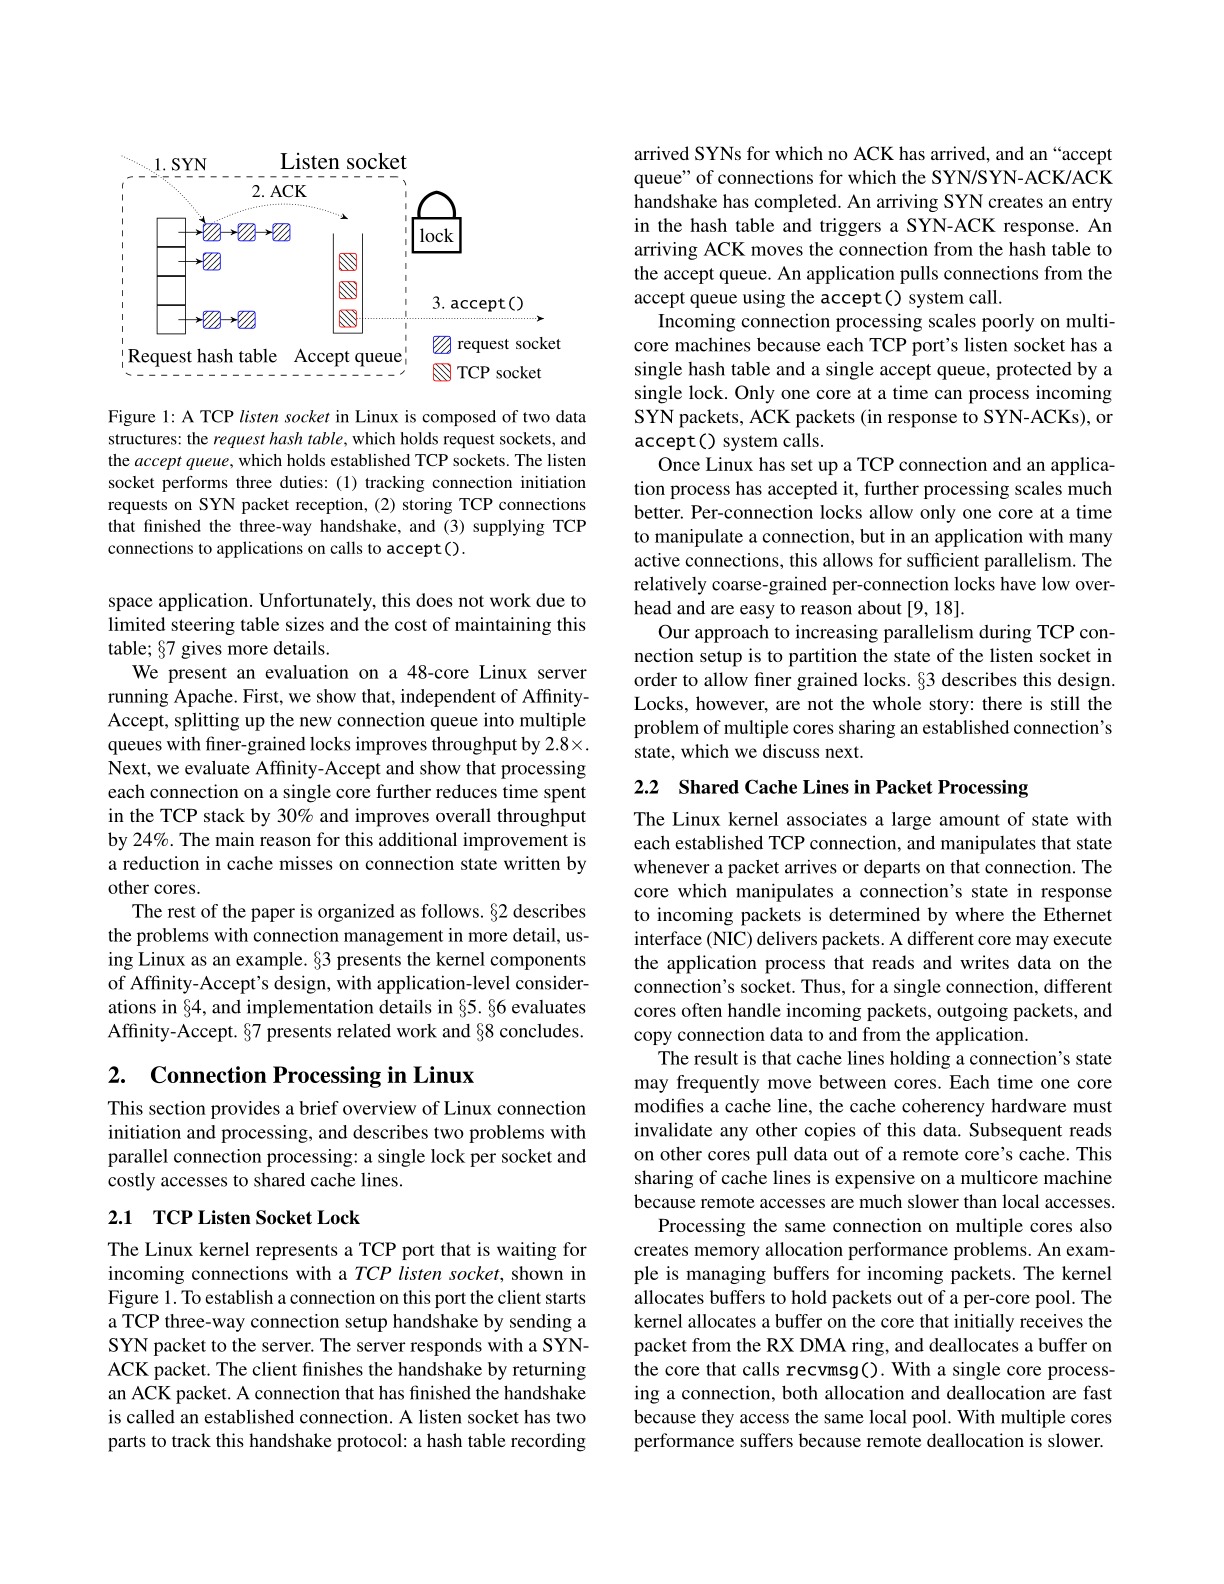 1. SYN
Listen socket
2. ACK
lock
3. accept()
request socket
Request hash table Accept queue
TCP socket
Figure 1: A TCP listen socket in Linux is composed of two data
structures: the request hash table, which holds request sockets, and
the accept queue, which holds established TCP sockets. The listen
socket performs three duties: (1) tracking connection initiation
requests on SYN packet reception, (2) storing TCP connections
that finished the three-way handshake, and (3) supplying TCP
connections to applications on calls to accept().
space application. Unfortunately, this does not work due to
limited steering table sizes and the cost of maintaining this
table; §7 gives more details.
We present an evaluation on a 48-core Linux server
running Apache. First, we show that, independent of Affinity-
Accept, splitting up the new connection queue into multiple
queues with finer-grained locks improves throughput by 2.8×.
Next, we evaluate Affinity-Accept and show that processing
each connection on a single core further reduces time spent
in the TCP stack by 30% and improves overall throughput
by 24%. The main reason for this additional improvement is
a reduction in cache misses on connection state written by
other cores.
The rest of the paper is organized as follows. §2 describes
the problems with connection management in more detail, us-
ing Linux as an example. §3 presents the kernel components
of Affinity-Accept's design, with application-level consider-
ations in §4, and implementation details in §5. §6 evaluates
Affinity-Accept. §7 presents related work and §8 concludes.
2. Connection Processing in Linux
This section provides a brief overview of Linux connection
initiation and processing, and describes two problems with
parallel connection processing: a single lock per socket and
costly accesses to shared cache lines.
2.1 TCP Listen Socket Lock
The Linux kernel represents a TCP port that is waiting for
incoming connections with a TCP listen socket, shown in
Figure 1. To establish a connection on this port the client starts
a TCP three-way connection setup handshake by sending a
SYN packet to the server. The server responds with a SYN-
ACK packet. The client finishes the handshake by returning
an ACK packet. A connection that has finished the handshake
is called an established connection. A listen socket has two
parts to track this handshake protocol: a hash table recording
arrived SYNs for which no ACK has arrived, and an “accept
queue” of connections for which the SYN/SYN-ACK/ACK
handshake has completed. An arriving SYN creates an entry
in the hash table and triggers a SYN-ACK response. An
arriving ACK moves the connection from the hash table to
the accept queue. An application pulls connections from the
accept queue using the accept() system call.
Incoming connection processing scales poorly on multi-
core machines because each TCP port's listen socket has a
single hash table and a single accept queue, protected by a
single lock. Only one core at a time can process incoming
SYN packets, ACK packets (in response to SYN-ACKs), or
accept() system calls.
Once Linux has set up a TCP connection and an applica-
tion process has accepted it, further processing scales much
better. Per-connection locks allow only one core at a time
to manipulate a connection, but in an application with many
active connections, this allows for sufficient parallelism. The
relatively coarse-grained per-connection locks have low over-
head and are easy to reason about [9, 18].
Our approach to increasing parallelism during TCP con-
nection setup is to partition the state of the listen socket in
order to allow finer grained locks. §3 describes this design.
Locks, however, are not the whole story: there is still the
problem of multiple cores sharing an established connection's
state, which we discuss next.
2.2 Shared Cache Lines in Packet Processing
The Linux kernel associates a large amount of state with
each established TCP connection, and manipulates that state
whenever a packet arrives or departs on that connection. The
core which manipulates a connection's state in response
to incoming packets is determined by where the Ethernet
interface (NIC) delivers packets. A different core may execute
the application process that reads and writes data on the
connection's socket. Thus, for a single connection, different
cores often handle incoming packets, outgoing packets, and
copy connection data to and from the application.
The result is that cache lines holding a connection's state
may frequently move between cores. Each time one core
modifies a cache line, the cache coherency hardware must
invalidate any other copies of this data. Subsequent reads
on other cores pull data out of a remote core's cache. This
sharing of cache lines is expensive on a multicore machine
because remote accesses are much slower than local accesses.
Processing the same connection on multiple cores also
creates memory allocation performance problems. An exam-
ple is managing buffers for incoming packets. The kernel
allocates buffers to hold packets out of a per-core pool. The
kernel allocates a buffer on the core that initially receives the
packet from the RX DMA ring, and deallocates a buffer on
the core that calls recvmsg(). With a single core process-
ing a connection, both allocation and deallocation are fast
because they access the same local pool. With multiple cores
performance suffers because remote deallocation is slower.